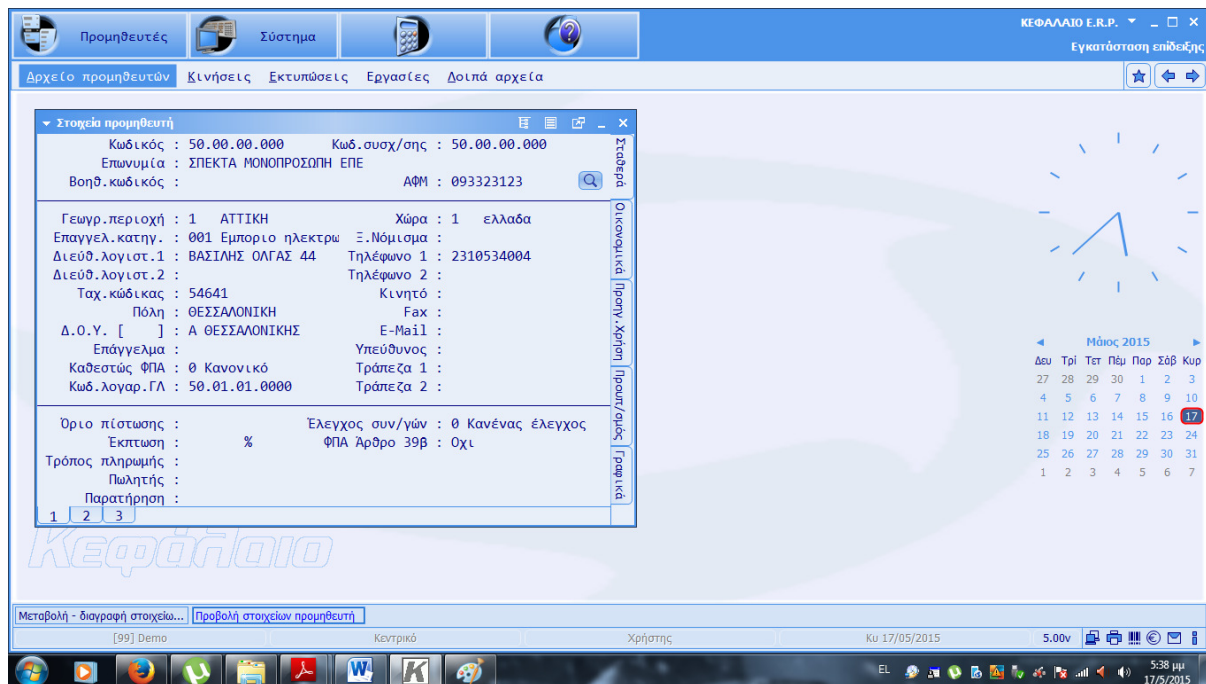 Προμηθευτές Σύστημα ΚΕΦΑΛΑΙΟ E.R.P.
Εγκατάσταση επίδειξης
Αρχείο προμηθευτών Κινήσεις Εκτυπώσεις Εργασίες Λοιπά αρχεία
Στοιχεία προμηθευτή
Κωδικός : 50.00.00.000 Κωδ.συσχ/σης : 50.00.00.000
Επωνυμία : ΣΠΕΚΤΑ ΜΟΝΟΠΡΟΣΩΠΗ ΕΠΕ
Βοηθ.κωδικός : ΑΦΜ : 093323123
Γεωγρ.περιοχή : 1 ΑΤΤΙΚΗ Χώρα : 1 ελλαδα
Επαγγελ.κατηγ. : 001 Εμποριο ηλεκτρω Ξ.Νόμισμα :
Διεύθ.λογιστ.1 : ΒΑΣΙΛΗΣ ΟΛΓΑΣ 44 Τηλέφωνο 1 : 2310534004
Διεύθ.λογιστ.2 : Τηλέφωνο 2 :
Ταχ.κώδικας : 54641 Κινητό :
Πόλη : ΘΕΣΣΑΛΟΝΙΚΗ Fax :
Δ.Ο.Υ. [ ] : Α ΘΕΣΣΑΛΟΝΙΚΗΣ E-Mail :
Επάγγελμα : Υπεύθυνος :
Καθεστώς ΦΠΑ : 0 Κανονικό Τράπεζα 1 :
Κωδ.λογαρ.ΓΛ : 50.01.01.0000 Τράπεζα 2 :
Όριο πίστωσης : Έλεγχος συν/γών : 0 Κανένας έλεγχος
Έκπτωση : % ΦΠΑ Άρθρο 39β : Οχι
Τρόπος πληρωμής :
Πωλητής :
Παρατήρηση :
1 2 3
Σταθερά
Οικονομικά
Προηγ.Χρήση
Προυπ/σμός
Γραφικά
Κεφάλαιο
Μάιος 2015
Δευ Τρί Τετ Πέμ Παρ Σάβ Κυρ
27 28 29 30 1 2 3
4 5 6 7 8 9 10
11 12 13 14 15 16 17
18 19 20 21 22 23 24
25 26 27 28 29 30 31
1 2 3 4 5 6 7
Μεταβολή - διαγραφή στοιχείω... Προβολή στοιχείων προμηθευτή
[99] Demo Κεντρικό Χρήστης Κυ 17/05/2015 5.00v
EL 5:38 μμ
17/5/2015